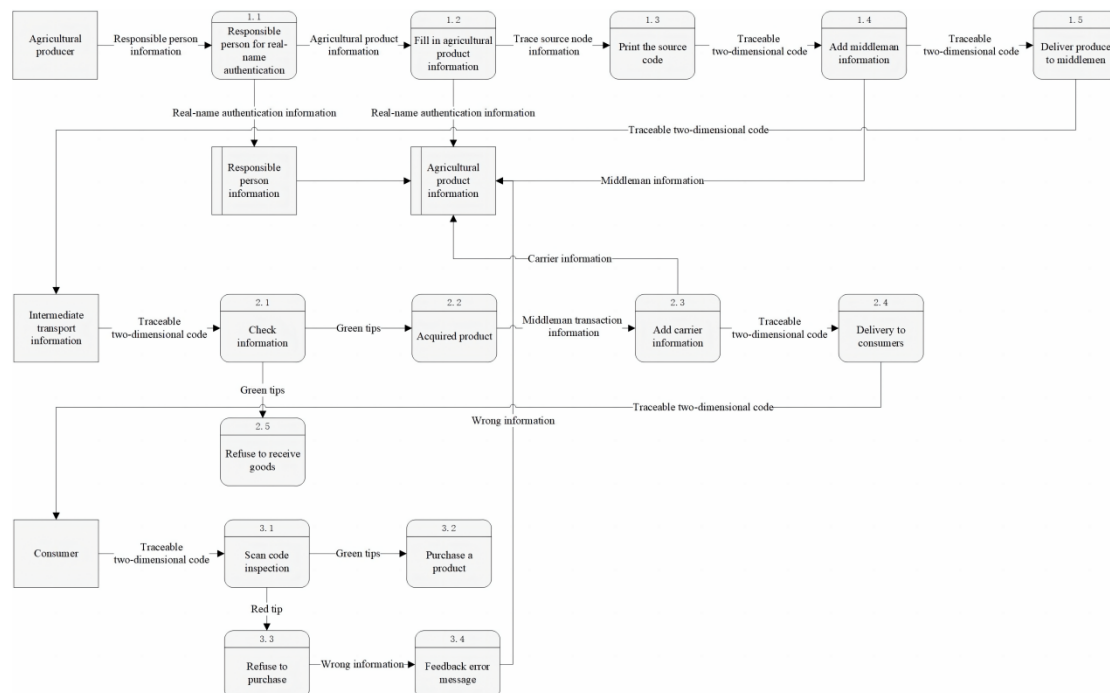 1.1
1.2
1.3
1.4
1.5
Agricultural
producer
Responsible person
information
Responsible
person for real-
name
authentication
Agricultural product
information
Fill in agricultural
product
information
Trace source node
information
Print the source
code
Traceable
two-dimensional code
Add middleman
information
Traceable
two-dimensional code
Deliver produce
to middlemen
Real-name authentication information
Real-name authentication information
Traceable two-dimensional code
Responsible
person
information
Agricultural
product
information
Middleman information
Carrier information
2.1
2.2
2.3
2.4
Intermediate
transport
information
Traceable
two-dimensional code
Check
information
Green tips
Acquired product
Middleman transaction
information
Add carrier
information
Traceable
two-dimensional code
Delivery to
consumers
Green tips
Traceable two-dimensional code
Wrong information
2.5
Refuse to receive
goods
3.1
3.2
Consumer
Traceable
two-dimensional code
Scan code
inspection
Green tips
Purchase a
product
Red tip
3.3
3.4
Refuse to
purchase
Wrong information
Feedback error
message